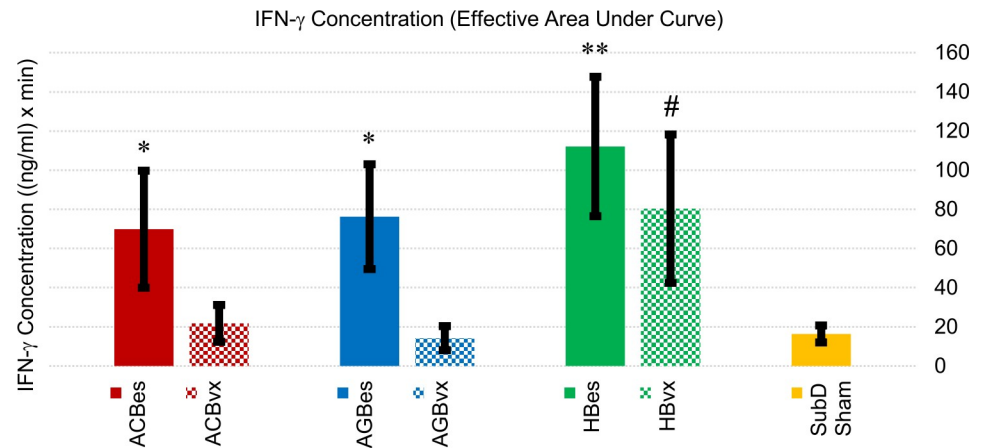 IFN-γ Concentration (Effective Area Under Curve)
IFN-γ Concentration ((ng/ml) x min)
160
140
120
100
80
60
40
20
0
*
*
**
#
ACBes
ACBvx
AGBes
AGBvx
HBes
HBvx
SubD
Sham